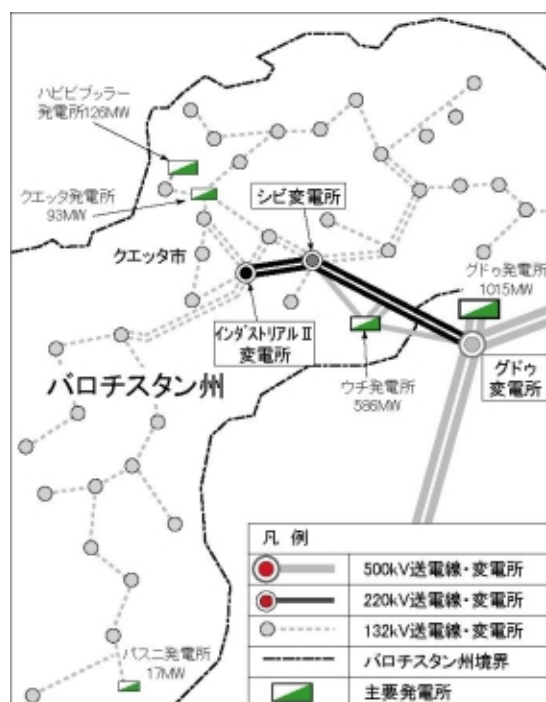 ハビビブッラー
発電所126MW
クエッタ発電所
93MW
シビ変電所
クエッタ市
グドゥ発電所
1015MW
インダストリアルⅡ
変電所
バロチスタン州
ウチ発電所
586MW
グドゥ
変電所
凡 例
500kV送電線・変電所
220kV送電線・変電所
132kV送電線・変電所
バロチスタン州境界
主要発電所
パスニ発電所
17MW